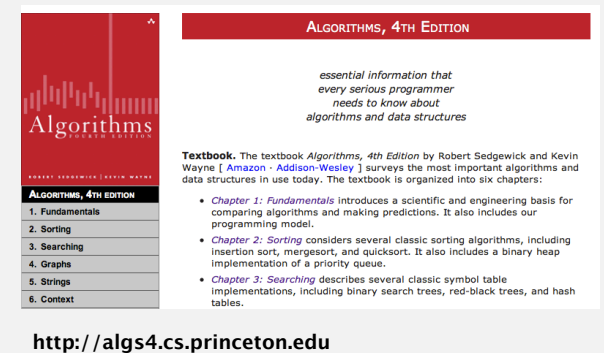 Algorithms
FOURTH EDITION
ROBERT SEDGEWICK | KEVIN WAYNE
ALGORITHMS, 4TH EDITION
1. Fundamentals
2. Sorting
3. Searching
4. Graphs
5. Strings
6. Context
ALGORITHMS, 4TH EDITION
essential information that
every serious programmer
needs to know about
algorithms and data structures
Textbook. The textbook Algorithms, 4th Edition by Robert Sedgewick and Kevin
Wayne [ Amazon · Addison-Wesley ] surveys the most important algorithms and
data structures in use today. The textbook is organized into six chapters:
• Chapter 1: Fundamentals introduces a scientific and engineering basis for
comparing algorithms and making predictions. It also includes our
programming model.
• Chapter 2: Sorting considers several classic sorting algorithms, including
insertion sort, mergesort, and quicksort. It also includes a binary heap
implementation of a priority queue.
• Chapter 3: Searching describes several classic symbol table
implementations, including binary search trees, red-black trees, and hash
tables.
http://algs4.cs.princeton.edu